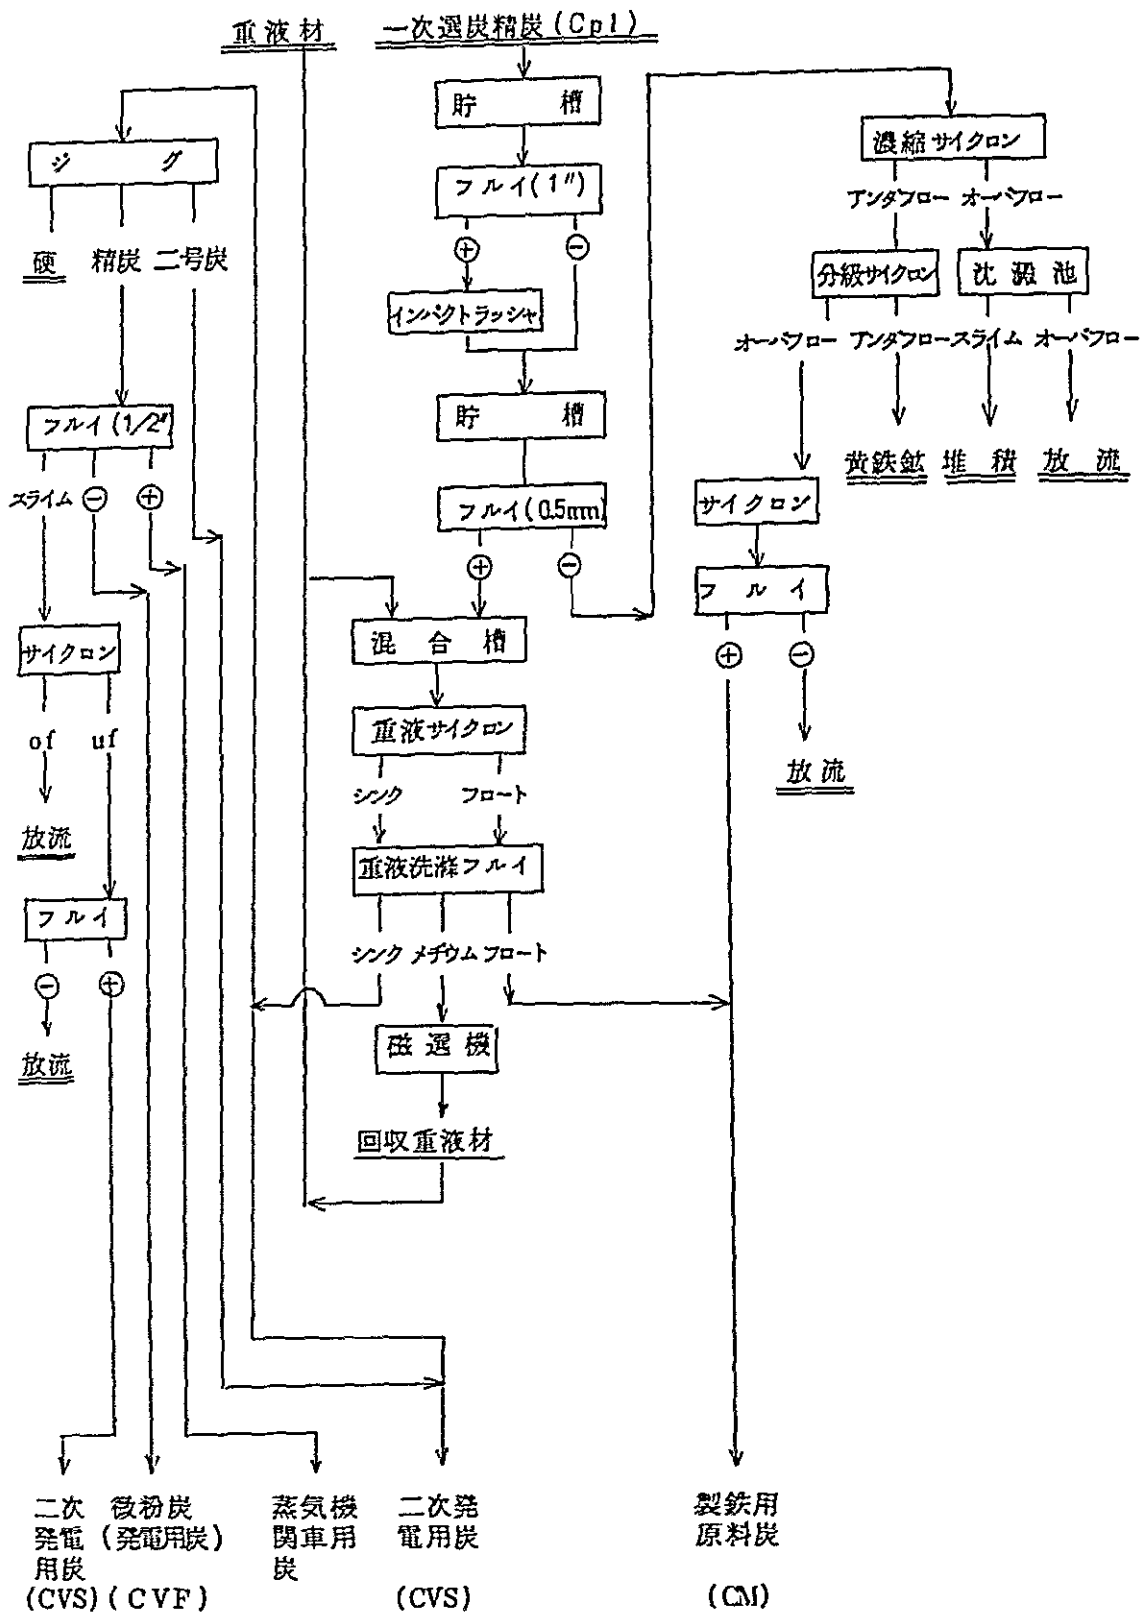 重液材 一次選炭精炭(Cpl)
貯槽
濃縮サイクロン
ジグ
フルイ(1″)
アンダフロー オーバフロー
硬 精炭 二号炭
⊕ ⊖
分級サイクロン 沈澱池
インパクトラッシャ
オーバフロー アンダフロー スライム オーバフロー
貯槽
フルイ(1/2″
黄鉄鉱 堆積 放流
スライム ⊖ ⊕
フルイ(0.5mm)
サイクロン
⊕ ⊖
フルイ
サイクロン
混合槽
⊕ ⊖
of uf
重液サイクロン
放流
シンク フロート
放流
重液洗滌フルイ
フルイ
シンク メヂウム フロート
⊖ ⊕
磁選機
放流
回収重液材
二次発電用炭
(CVS)
微粉炭
(発電用炭)
(CVF)
蒸気機
関車用
炭
二次発
電用炭
(CVS)
製鉄用
原料炭
(CM)